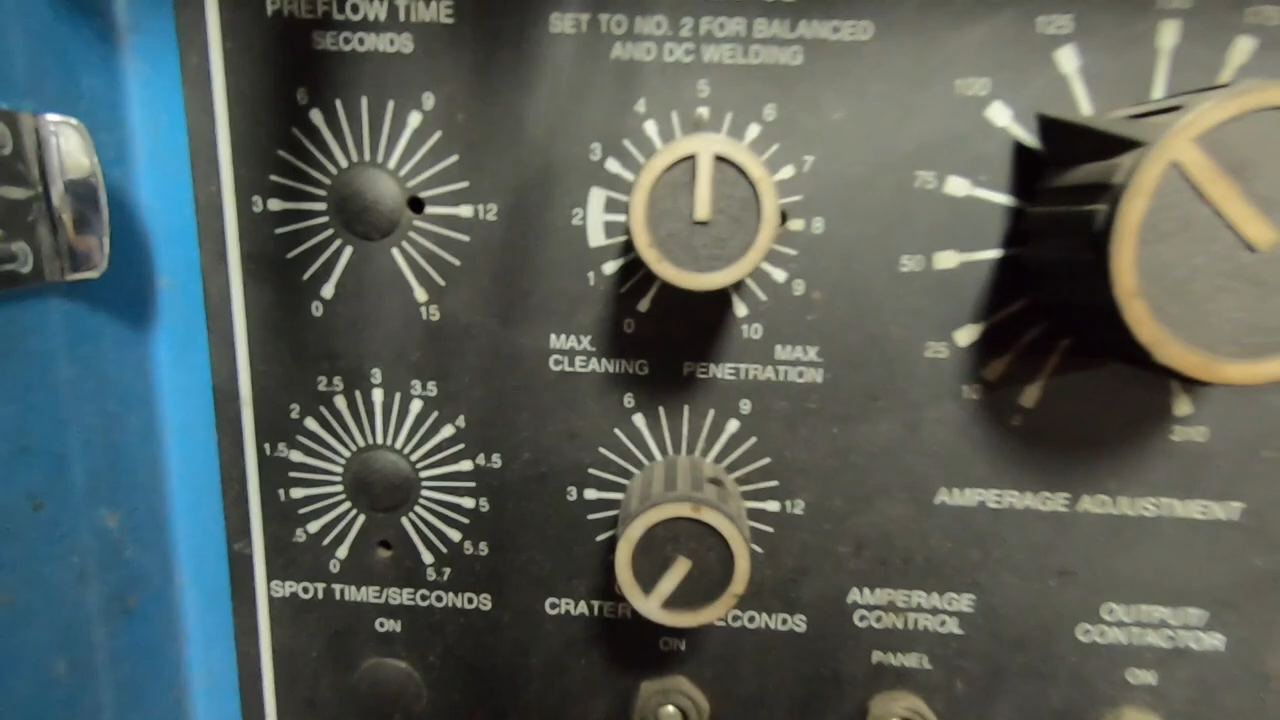 PREFLOW TIME
SECONDS
6
9
3
12
0
15
SET TO NO. 2 FOR BALANCED
AND DC WELDING
5
4
6
3
7
2
8
1
9
0
10
MAX.
CLEANING
MAX.
PENETRATION
125
100
75
50
25
AMPERAGE ADJUSTMENT
3
2.5
3.5
2
4
1.5
4.5
1
5
.5
5.5
0
5.7
SPOT TIME/SECONDS
ON
6
9
3
12
CRATER
ECONDS
ON
AMPERAGE
CONTROL
PANEL
OUTPUT/
CONTACTOR
ON